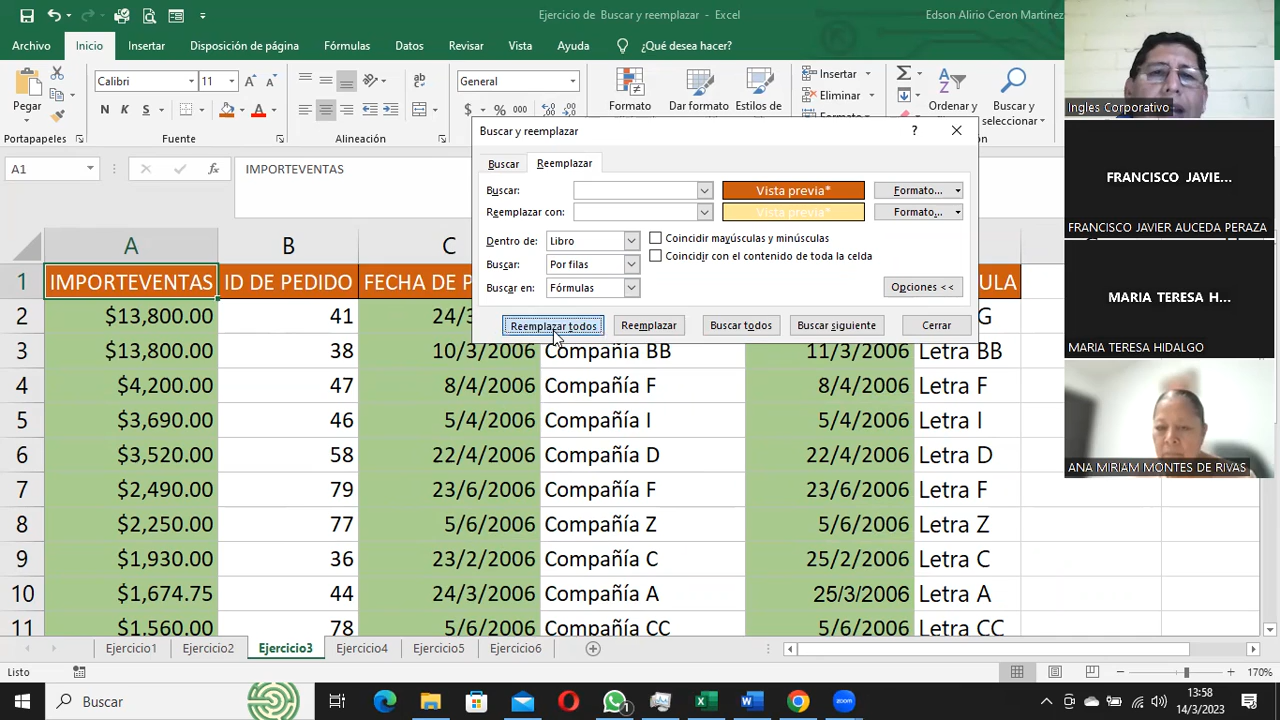 Ejercicio de Buscar y reemplazar - Excel
Edson Alirio Ceron Martinez
Archivo Inicio Insertar Disposición de página Fórmulas Datos Revisar Vista Ayuda ¿Qué desea hacer?
Pegar
Calibri 11
N K S
General
$ % 000
Formato Dar formato Estilos de
Insertar
Eliminar
Formato
Ordenar y Buscar y
seleccionar
Portapapeles Fuente Alineación
A1 fx IMPORTEVENTAS
Buscar y reemplazar ?
Buscar Reemplazar
Buscar: Vista previa* Formato...
Reemplazar con: Vista previa* Formato...
Dentro de: Libro Coincidir mayúsculas y minúsculas
Buscar: Por filas Coincidir con el contenido de toda la celda
Buscar en: Fórmulas Opciones <<
Reemplazar todos Reemplazar Buscar todos Buscar siguiente Cerrar
A B C
1 IMPORTEVENTAS ID DE PEDIDO FECHA DE P ULA
2 $13,800.00 41 24/3 G
3 $13,800.00 38 10/3/2006 Compañía BB 11/3/2006 Letra BB
4 $4,200.00 47 8/4/2006 Compañía F 8/4/2006 Letra F
5 $3,690.00 46 5/4/2006 Compañía I 5/4/2006 Letra I
6 $3,520.00 58 22/4/2006 Compañía D 22/4/2006 Letra D
7 $2,490.00 79 23/6/2006 Compañía F 23/6/2006 Letra F
8 $2,250.00 77 5/6/2006 Compañía Z 5/6/2006 Letra Z
9 $1,930.00 36 23/2/2006 Compañía C 25/2/2006 Letra C
10 $1,674.75 44 24/3/2006 Compañía A 25/3/2006 Letra A
11 $1,560.00 78 5/6/2006 Compañía CC 5/6/2006 Letra CC
Ejercicio1 Ejercicio2 Ejercicio3 Ejercicio4 Ejercicio5 Ejercicio6
Listo 170%
Buscar 1 zoom 13:58
14/3/2023
Ingles Corporativo
FRANCISCO JAVIE...
FRANCISCO JAVIER AUCEDA PERAZA
MARIA TERESA H...
MARIA TERESA HIDALGO
ANA MIRIAM MONTES DE RIVAS